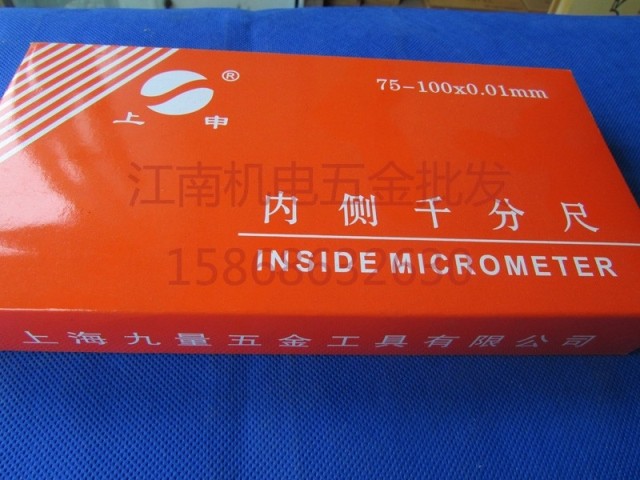 ®
上申
75-100x0.01mm
江南机电五金批发
内侧千分尺
INSIDE MICROMETER
上海九量五金工具有限公司